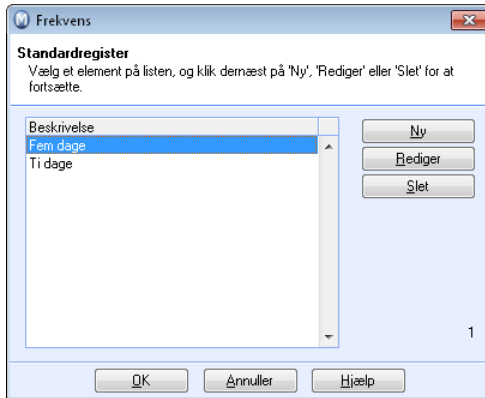 Frekvens
Standardregister
Vælg et element på listen, og klik dernæst på 'Ny', 'Rediger' eller 'Slet' for at
fortsætte.
Beskrivelse
Fem dage
Ti dage
Ny
Rediger
Slet
1
OK
Annuller
Hjælp